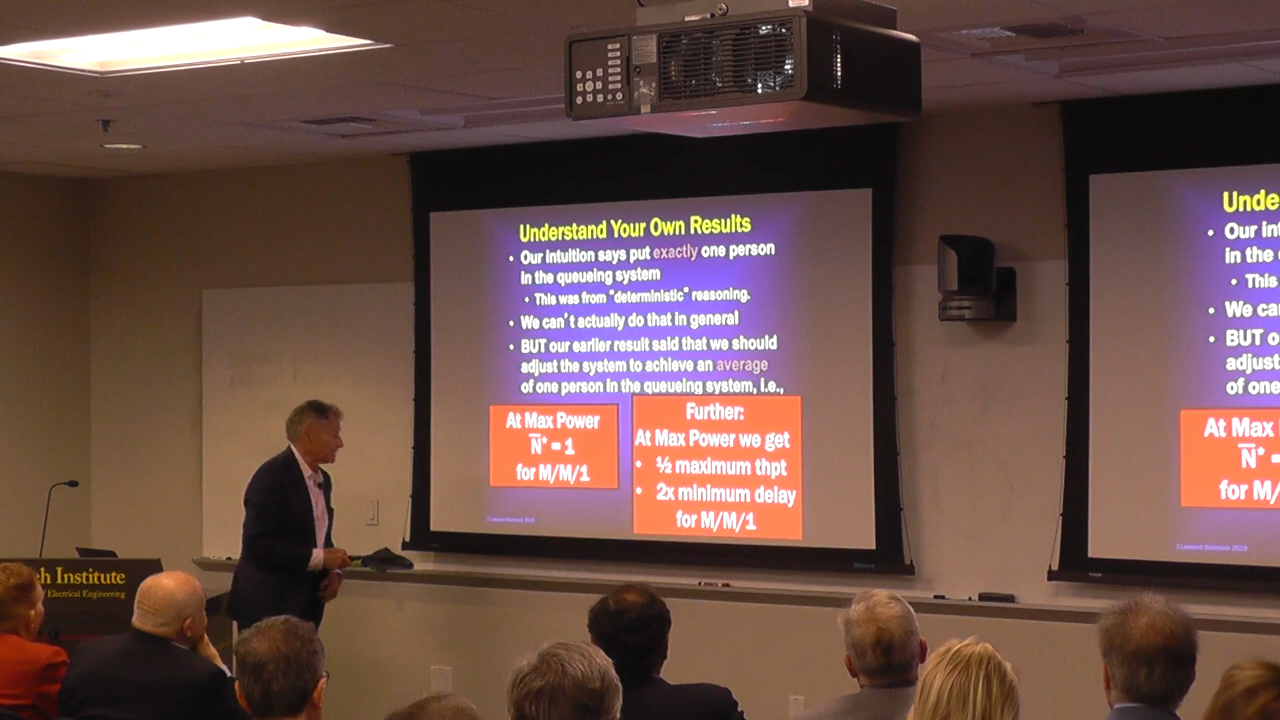 Understand Your Own Results
• Our intuition says put exactly one person
in the queueing system
• This was from "deterministic" reasoning.
• We can't actually do that in general
• BUT our earlier result said that we should
adjust the system to achieve an average
of one person in the queueing system, i.e.,
At Max Power
N̅* = 1
for M/M/1
Further:
At Max Power we get
• ½ maximum thpt
• 2x minimum delay
for M/M/1
Unde
• Our int
in the
• This
• We ca
• BUT o
adjust
of one
At Max
N̅* =
for M/
h Institute
Electrical Engineering